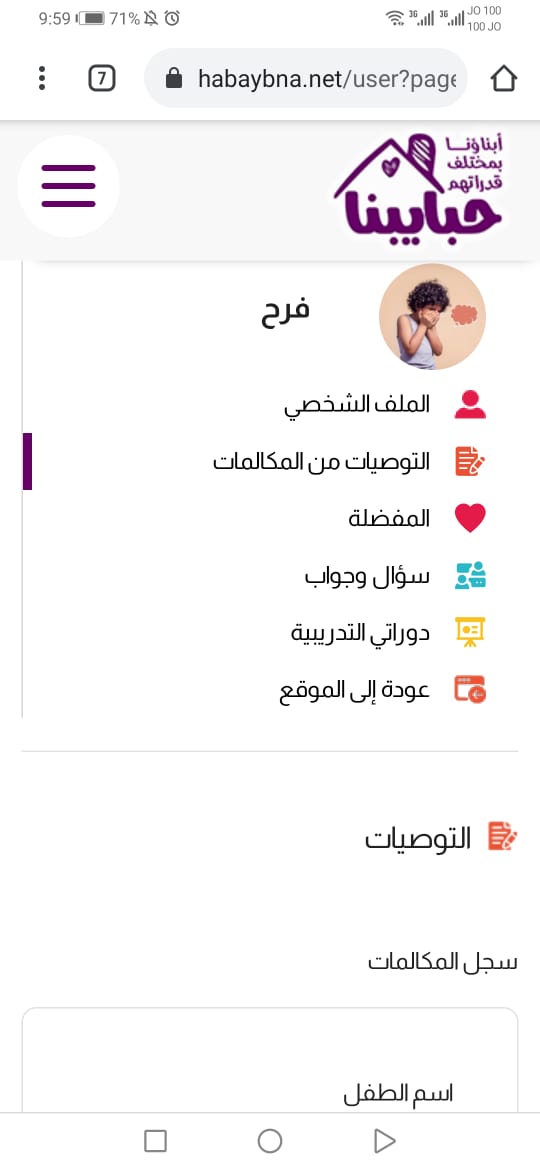 9:59 71% 3G 3G JO 100
100 JO
7 habaybna.net/user?page
أبناؤنا
بمختلف
قدراتهم
حبايبنا
فرح
الملف الشخصي
التوصيات من المكالمات
المفضلة
سؤال وجواب
دوراتي التدريبية
عودة إلى الموقع
التوصيات
سجل المكالمات
اسم الطفل